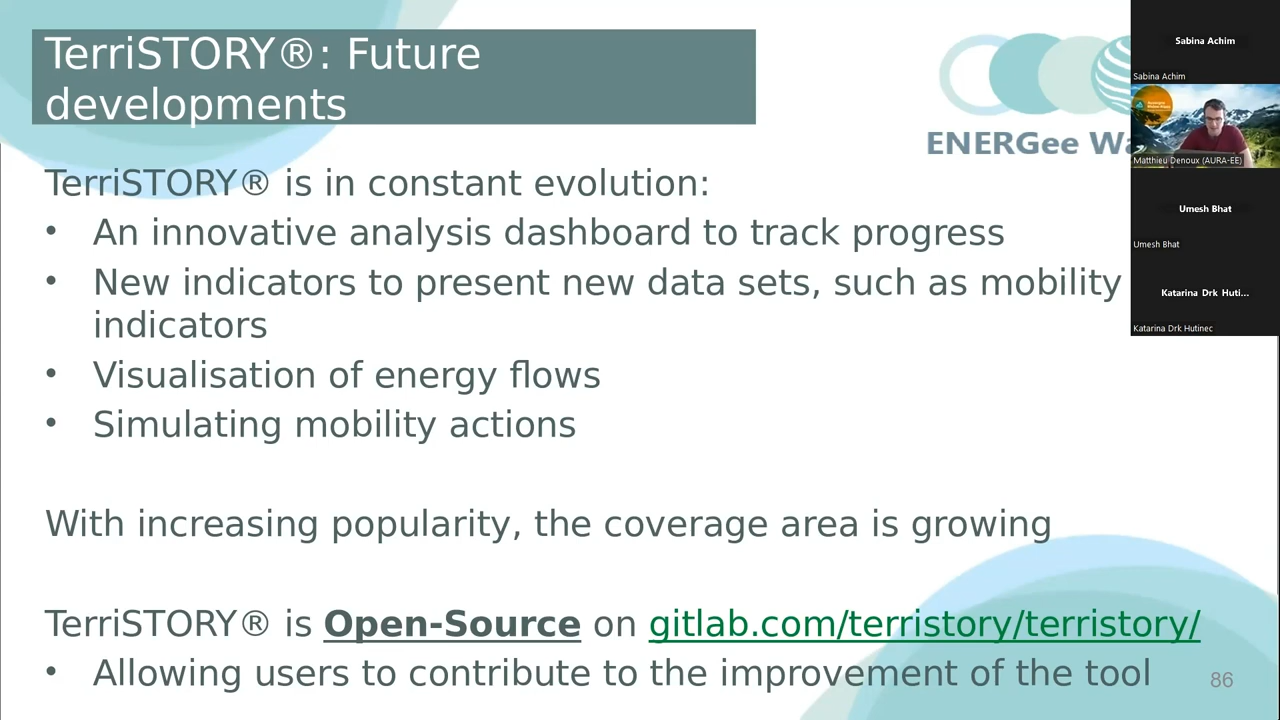 TerriSTORY®: Future
developments
ENERGee
TerriSTORY® is in constant evolution:
• An innovative analysis dashboard to track progress
• New indicators to present new data sets, such as mobility
indicators
• Visualisation of energy flows
• Simulating mobility actions
With increasing popularity, the coverage area is growing
TerriSTORY® is Open-Source on gitlab.com/terristory/terristory/
• Allowing users to contribute to the improvement of the tool
86
Sabina Achim
Sabina Achim
Matthieu Denoux (AURA-EE)
Umesh Bhat
Umesh Bhat
Katarina Drk Huti...
Katarina Drk Hutinec